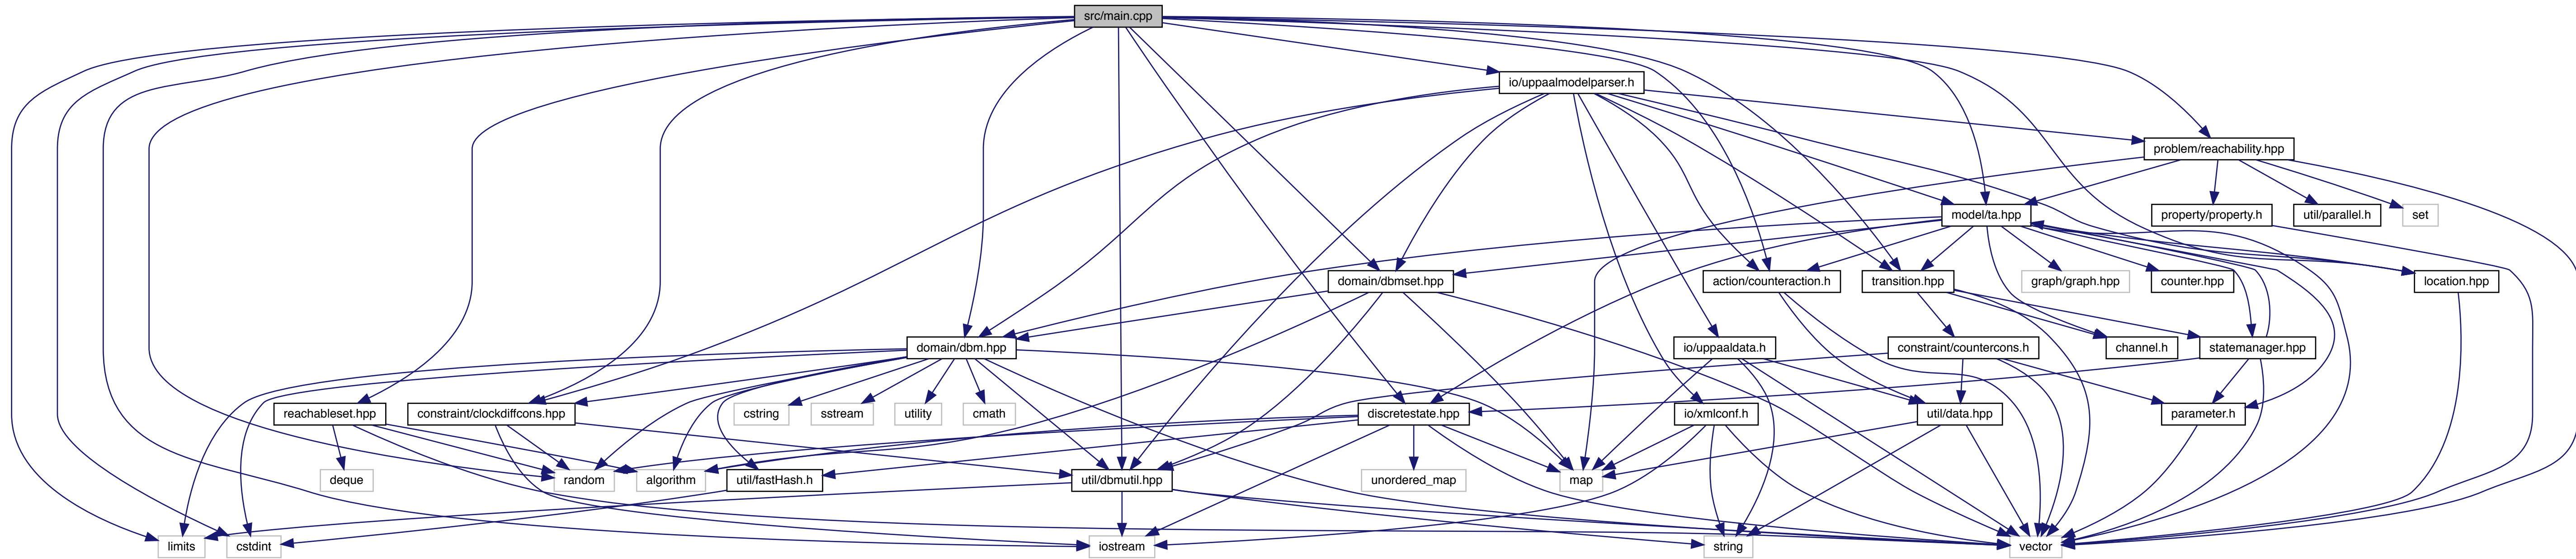 src/main.cpp
io/uppaalmodelparser.h
problem/reachability.hpp
model/ta.hpp
property/property.h
util/parallel.h
set
domain/dbmset.hpp
action/counteraction.h
transition.hpp
graph/graph.hpp
counter.hpp
location.hpp
domain/dbm.hpp
io/uppaaldata.h
constraint/countercons.h
channel.h
statemanager.hpp
reachableset.hpp
constraint/clockdiffcons.hpp
cstring
sstream
utility
cmath
discretestate.hpp
io/xmlconf.h
util/data.hpp
parameter.h
deque
random
algorithm
util/fastHash.h
util/dbmutil.hpp
unordered_map
map
limits
cstdint
iostream
string
vector